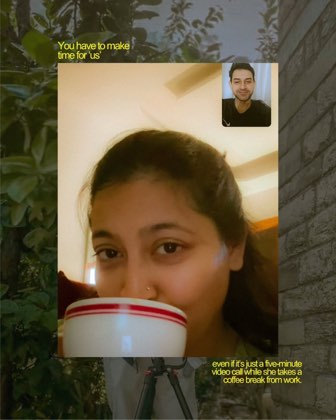 You have to make
time for 'us'
even if it's just a five-minute
video call while she takes a
coffee break from work.